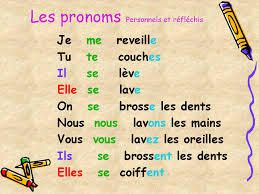 Les pronoms Personnels et réfléchis
Je me reveille
Tu te couches
Il se lève
Elle se lave
On se brosse les dents
Nous nous lavons les mains
Vous vous lavez les oreilles
Ils se brossent les dents
Elles se coiffent